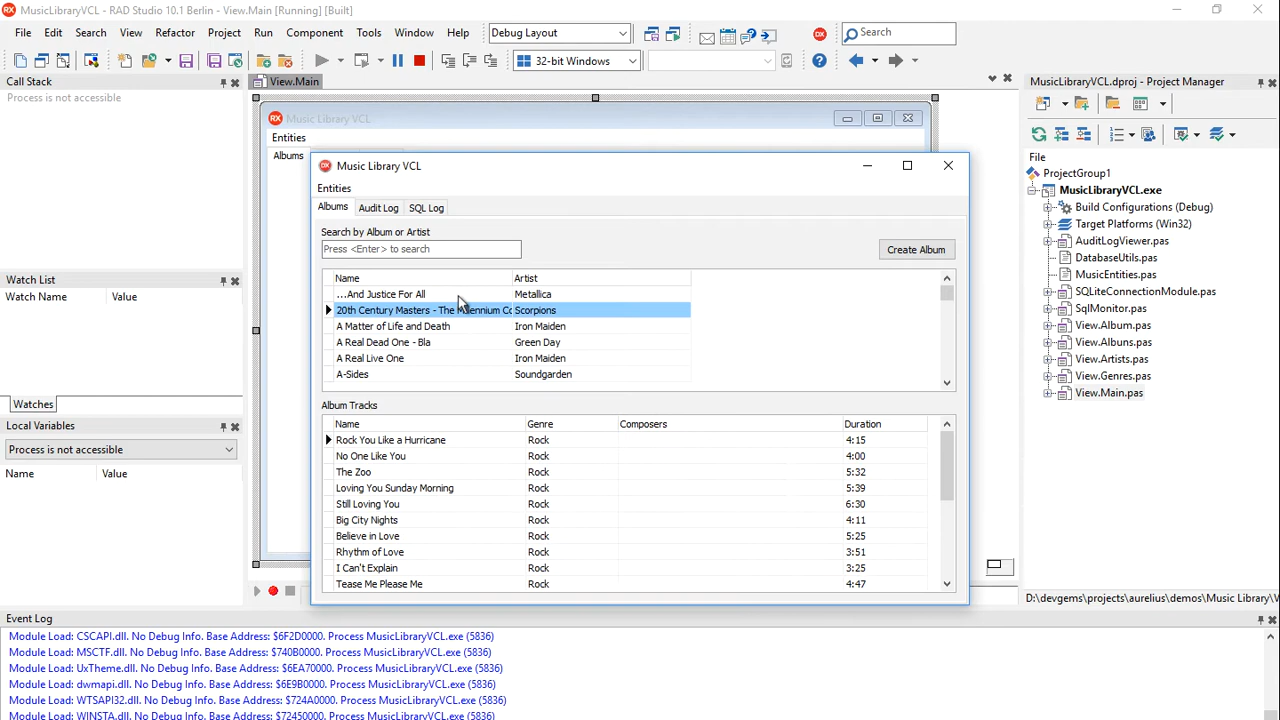 MusicLibraryVCL - RAD Studio 10.1 Berlin - View.Main [Running] [Built]
File Edit Search View Refactor Project Run Component Tools Window Help
Debug Layout
Search
32-bit Windows
Call Stack
Process is not accessible
View.Main
Music Library VCL
Entities
Albums
Music Library VCL
Entities
Albums Audit Log SQL Log
Search by Album or Artist
Press <Enter> to search
Create Album
Name Artist
...And Justice For All Metallica
20th Century Masters - The Millennium Co Scorpions
A Matter of Life and Death Iron Maiden
A Real Dead One - Bla Green Day
A Real Live One Iron Maiden
A-Sides Soundgarden
Album Tracks
Name Genre Composers Duration
Rock You Like a Hurricane Rock 4:15
No One Like You Rock 4:00
The Zoo Rock 5:32
Loving You Sunday Morning Rock 5:39
Still Loving You Rock 6:30
Big City Nights Rock 4:11
Believe in Love Rock 5:25
Rhythm of Love Rock 3:51
I Can't Explain Rock 3:25
Tease Me Please Me Rock 4:47
Watch List
Watch Name Value
Watches
Local Variables
Process is not accessible
Name Value
MusicLibraryVCL.dproj - Project Manager
File
ProjectGroup1
MusicLibraryVCL.exe
Build Configurations (Debug)
Target Platforms (Win32)
AuditLogViewer.pas
DatabaseUtils.pas
MusicEntities.pas
SQLiteConnectionModule.pas
SqlMonitor.pas
View.Album.pas
View.Albuns.pas
View.Artists.pas
View.Genres.pas
View.Main.pas
D:\devgems\projects\aurelius\demos\Music Library\V
Event Log
Module Load: CSCAPI.dll. No Debug Info. Base Address: $6F2D0000. Process MusicLibraryVCL.exe (5836)
Module Load: MSCTF.dll. No Debug Info. Base Address: $740B0000. Process MusicLibraryVCL.exe (5836)
Module Load: UxTheme.dll. No Debug Info. Base Address: $6EA70000. Process MusicLibraryVCL.exe (5836)
Module Load: dwmapi.dll. No Debug Info. Base Address: $6E9B0000. Process MusicLibraryVCL.exe (5836)
Module Load: WTSAPI32.dll. No Debug Info. Base Address: $724A0000. Process MusicLibraryVCL.exe (5836)
Module Load: WINSTA.dll. No Debug Info. Base Address: $72450000. Process MusicLibraryVCL.exe (5836)